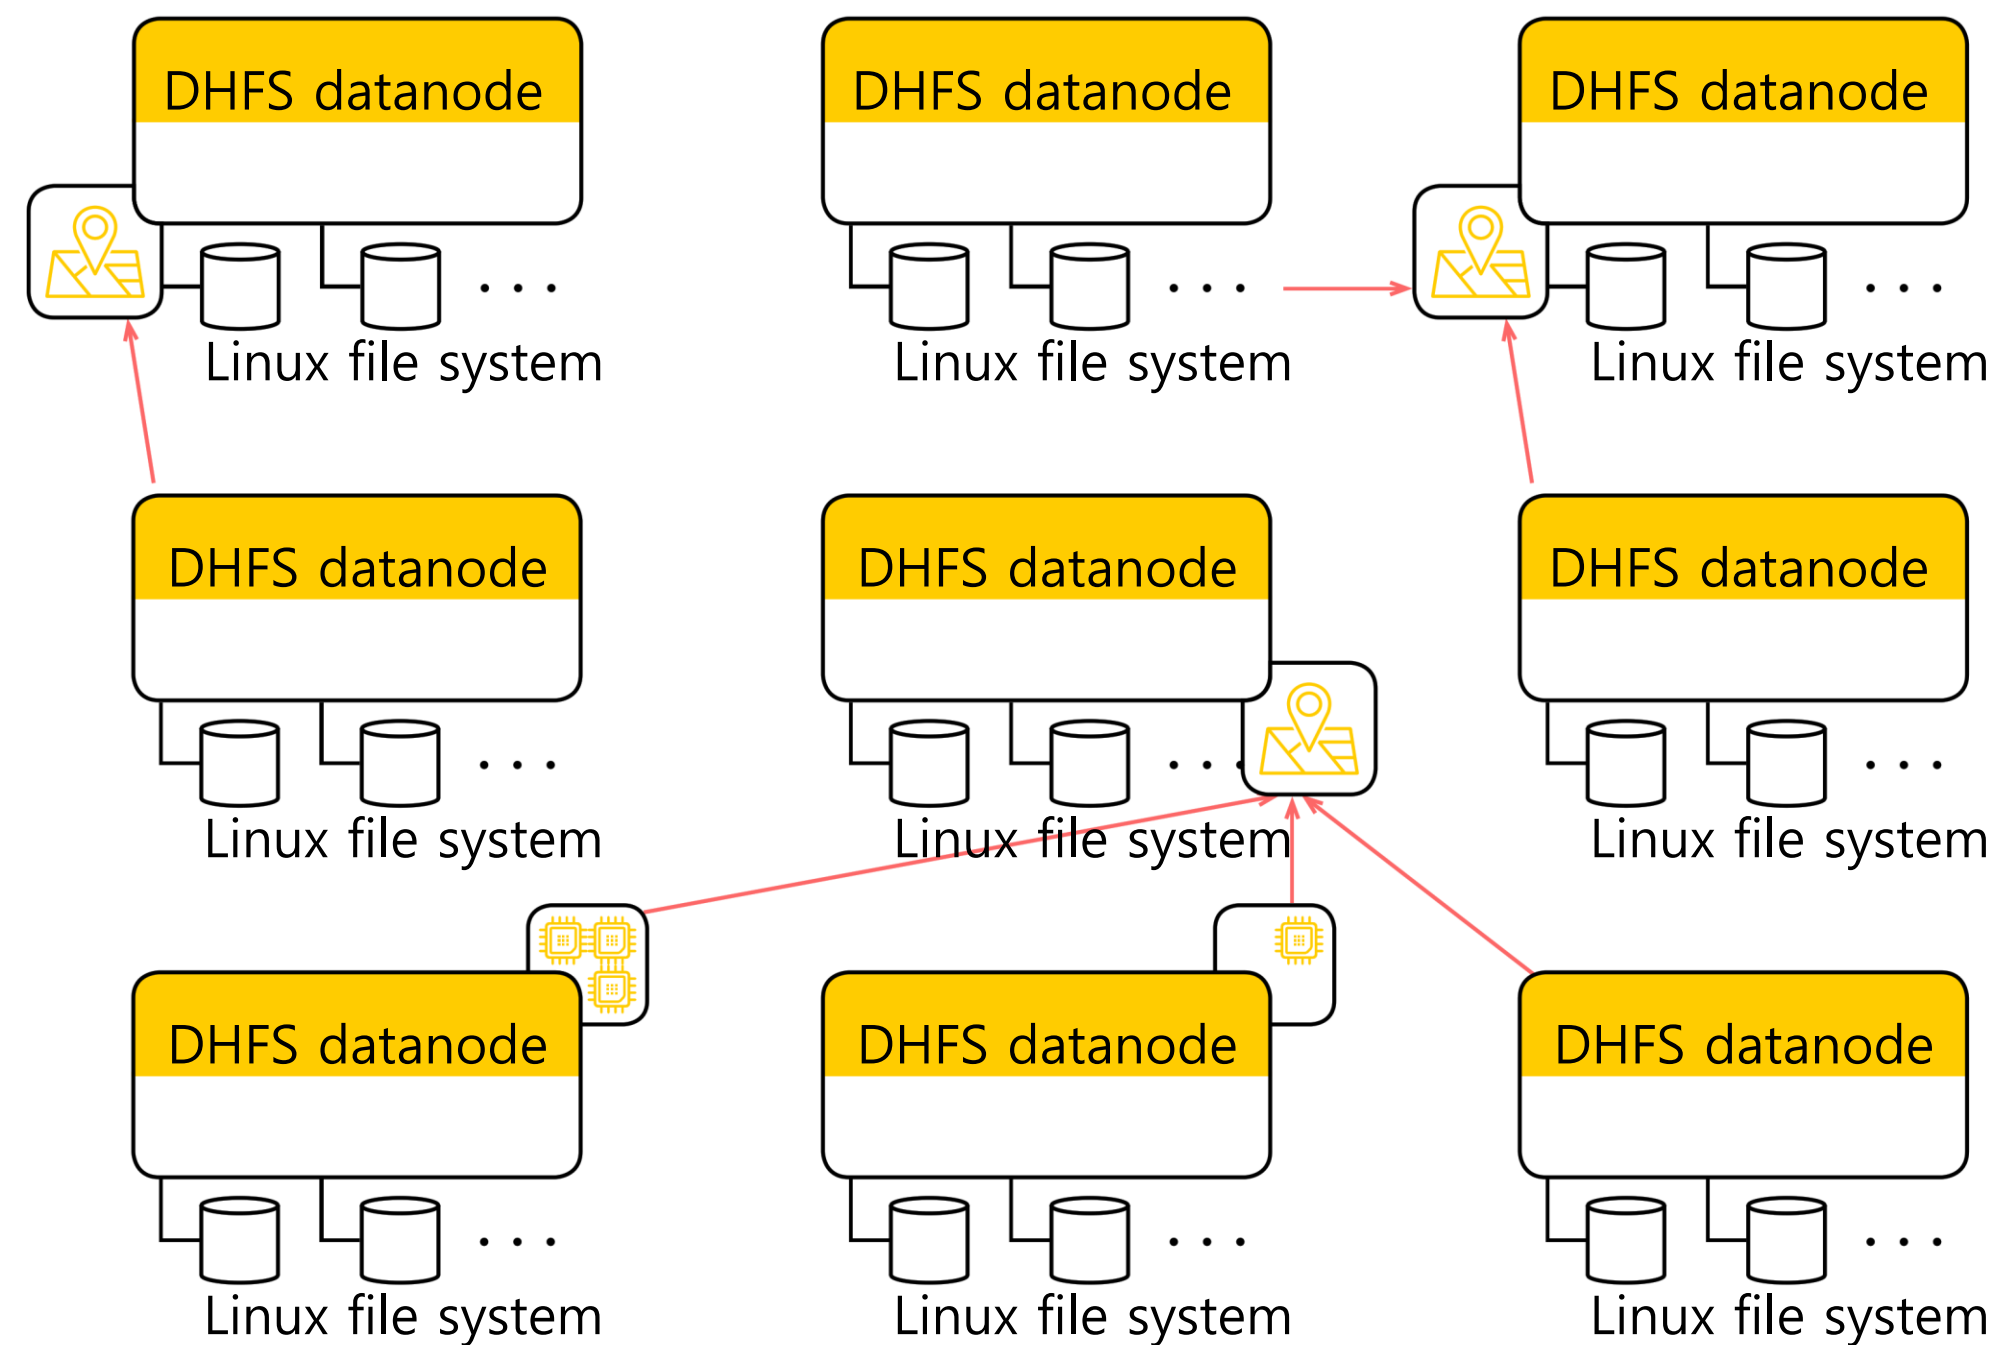 DHFS datanode
DHFS datanode
DHFS datanode
. . .
. . .
. . .
Linux file system
Linux file system
Linux file system
DHFS datanode
DHFS datanode
DHFS datanode
. . .
. . .
. . .
Linux file system
Linux file system
Linux file system
DHFS datanode
DHFS datanode
DHFS datanode
. . .
. . .
. . .
Linux file system
Linux file system
Linux file system